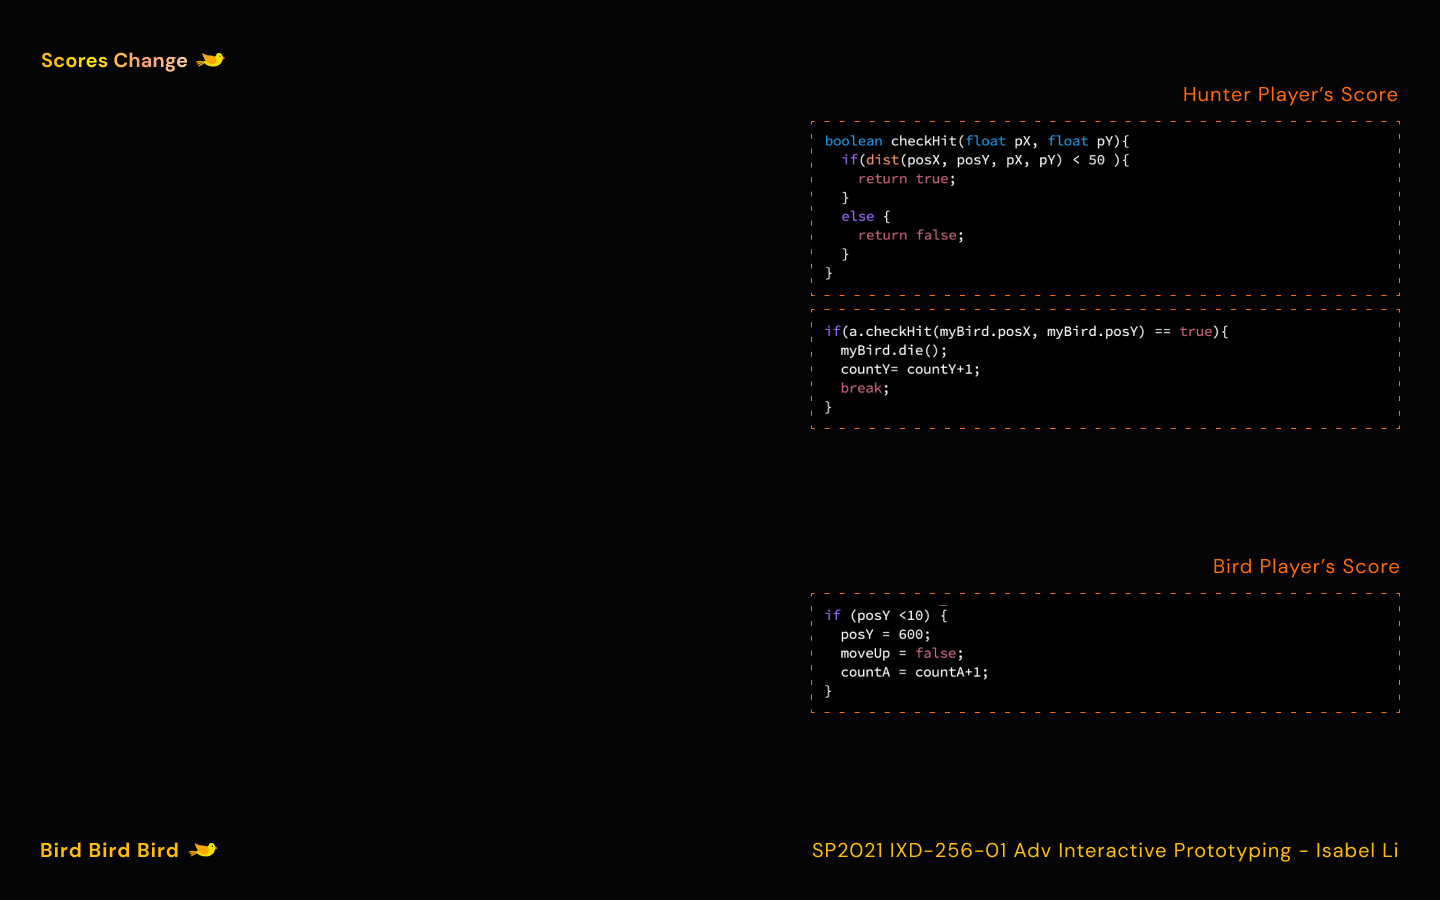 Scores Change
Hunter Player’s Score
boolean checkHit(float pX, float pY){
  if(dist(posX, posY, pX, pY) < 50 ){
    return true;
  }
  else {
    return false;
  }
}
if(a.checkHit(myBird.posX, myBird.posY) == true){
  myBird.die();
  countY= countY+1;
  break;
}
Bird Player’s Score
if (posY <10) {
  posY = 600;
  moveUp = false;
  countA = countA+1;
}
Bird Bird Bird
SP2021 IXD-256-01 Adv Interactive Prototyping - Isabel Li